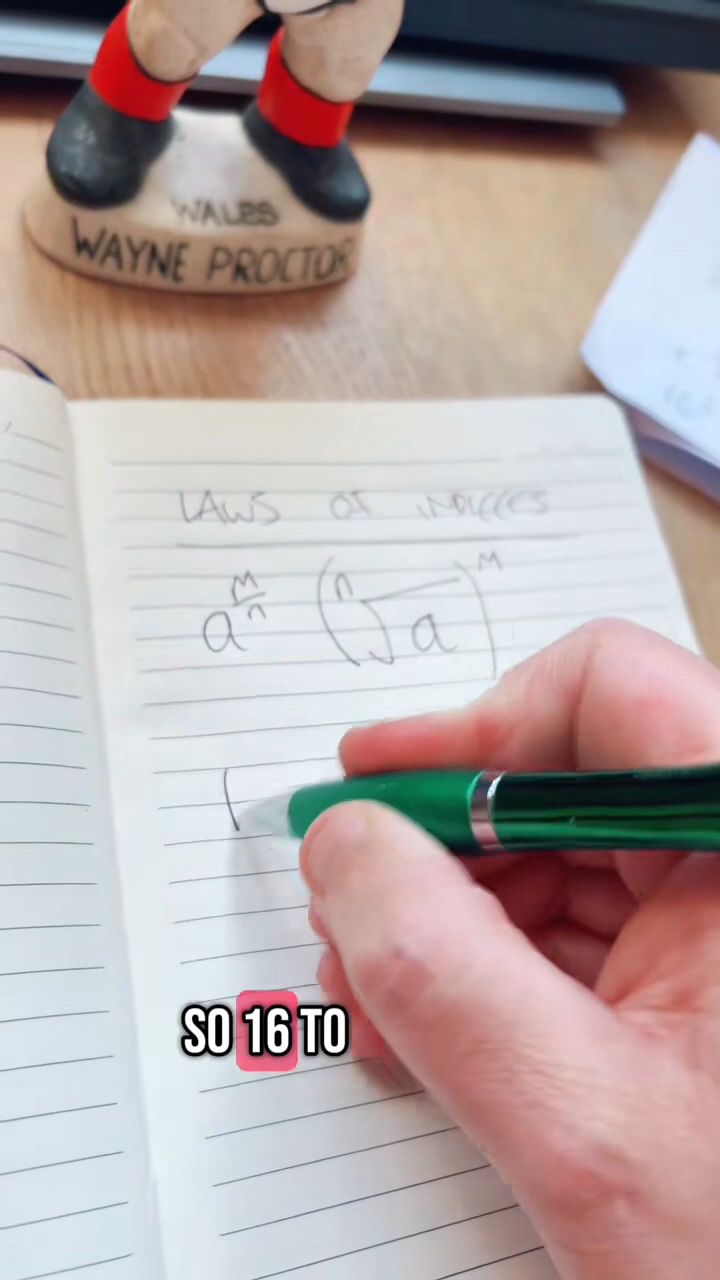 WALES
WAYNE PROCTOR
LAWS OF INDICES
a^(M/n) (ⁿ√a)^M
SO 16 TO